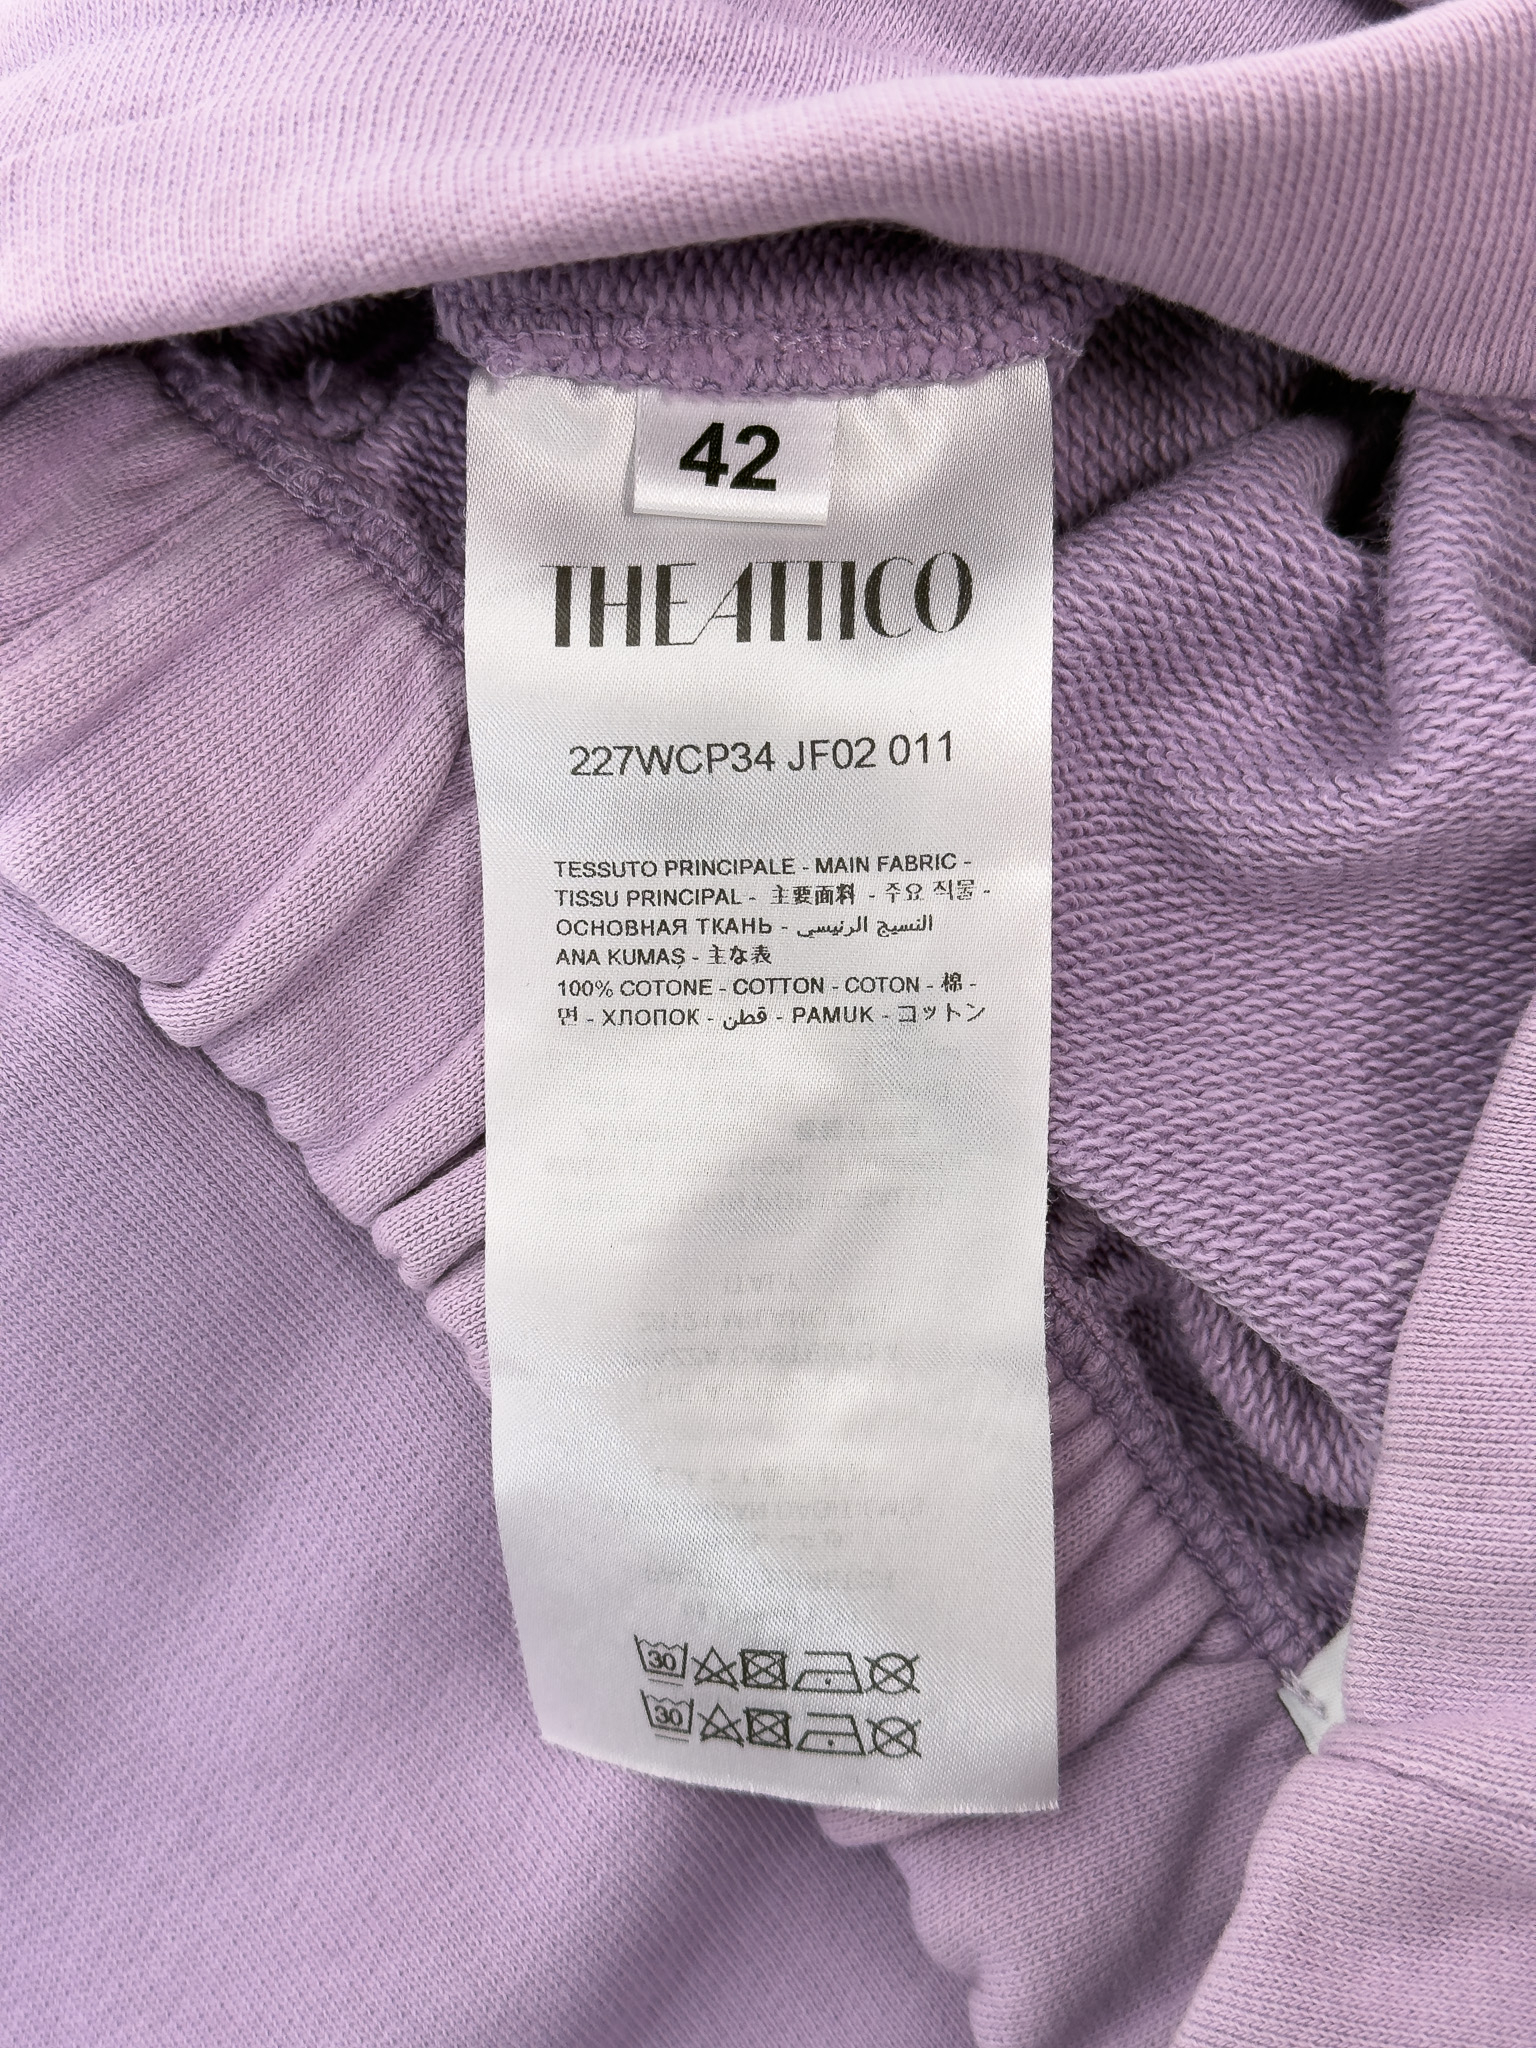 42
THE ATTICO
227WCP34 JF02 011
TESSUTO PRINCIPALE - MAIN FABRIC -
TISSU PRINCIPAL - 主要面料 - 주요 직물 -
ОСНОВНАЯ ТКАНЬ - النسيج الرئيسي
ANA KUMAŞ - 主な表
100% COTONE - COTTON - COTON - 棉 -
면 - ХЛОПОК - قطن - PAMUK - コットン
30
30